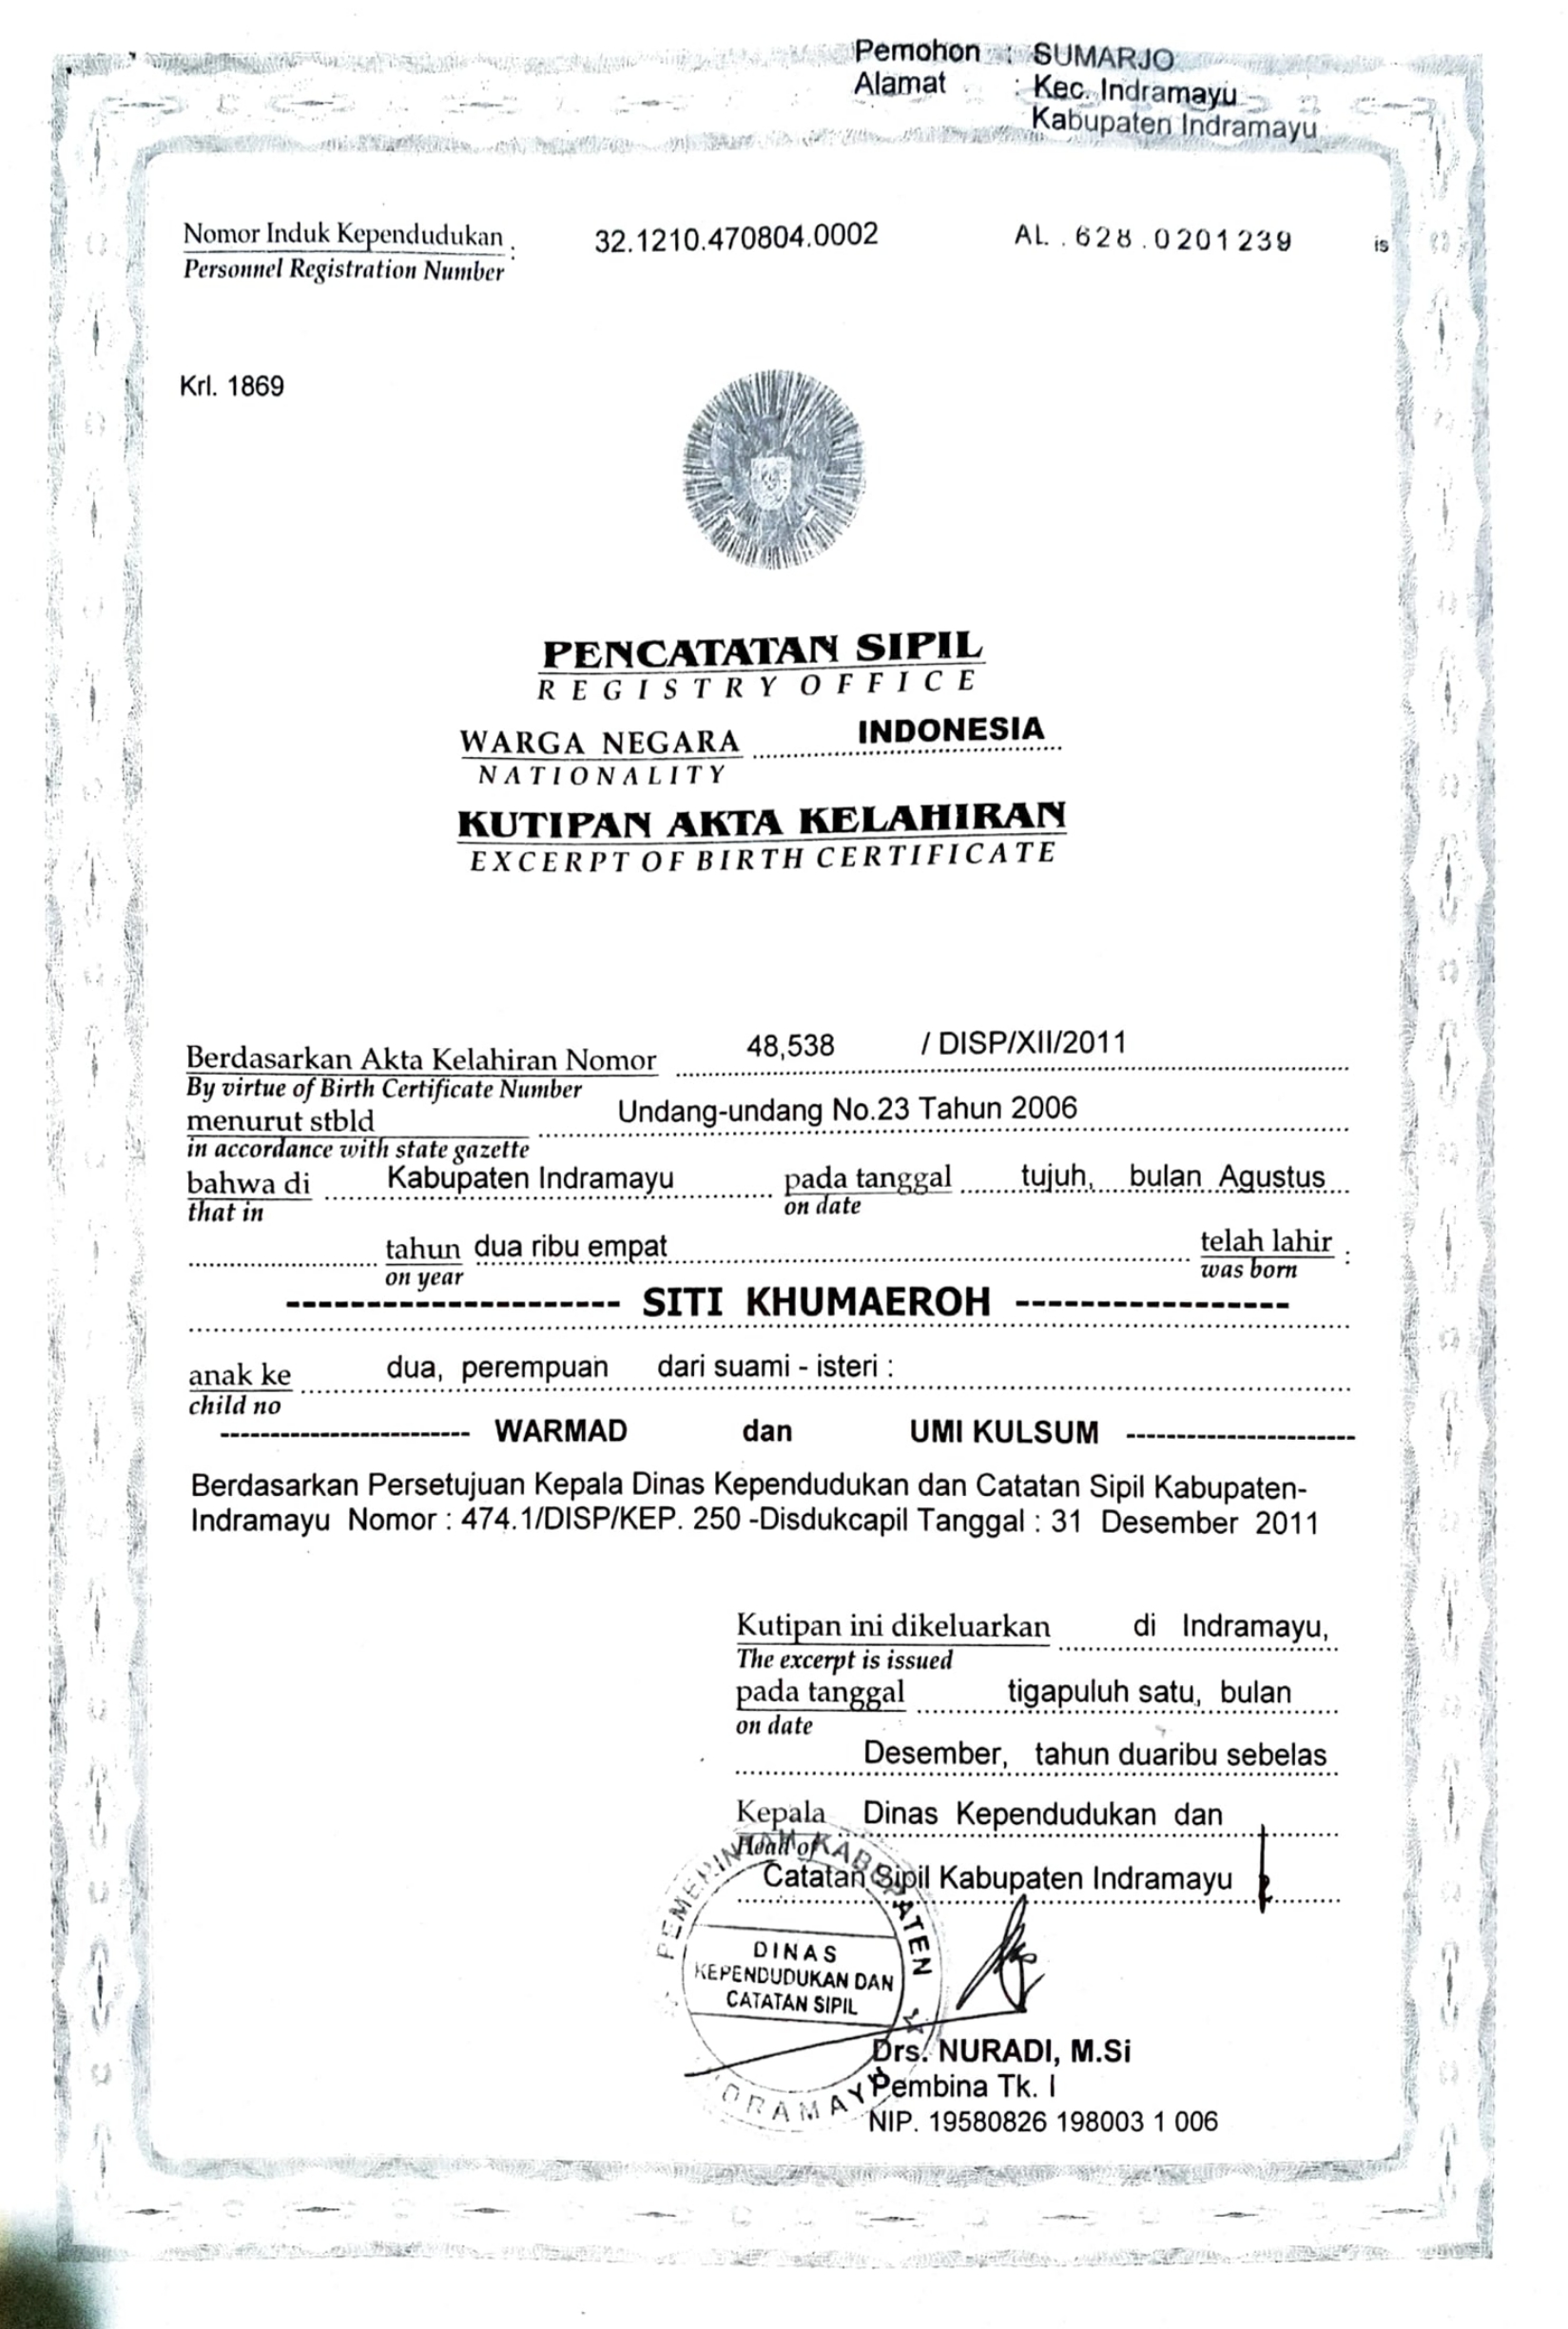 Pemohon : SUMARJO
Alamat : Kec. Indramayu
Kabupaten Indramayu
Nomor Induk Kependudukan : 32.1210.470804.0002 AL . 628 . 0201239 is
Personnel Registration Number
Krl. 1869
PENCATATAN SIPIL
REGISTRY OFFICE
WARGA NEGARA INDONESIA
NATIONALITY
KUTIPAN AKTA KELAHIRAN
EXCERPT OF BIRTH CERTIFICATE
Berdasarkan Akta Kelahiran Nomor 48,538 / DISP/XII/2011
By virtue of Birth Certificate Number
menurut stbld Undang-undang No.23 Tahun 2006
in accordance with state gazette
bahwa di Kabupaten Indramayu pada tanggal tujuh, bulan Agustus
that in on date
tahun dua ribu empat telah lahir :
on year was born
--------------------- SITI KHUMAEROH -----------------
anak ke dua, perempuan dari suami - isteri :
child no
------------------------- WARMAD dan UMI KULSUM -----------------------
Berdasarkan Persetujuan Kepala Dinas Kependudukan dan Catatan Sipil Kabupaten-
Indramayu Nomor : 474.1/DISP/KEP. 250 -Disdukcapil Tanggal : 31 Desember 2011
Kutipan ini dikeluarkan di Indramayu,
The excerpt is issued
pada tanggal tigapuluh satu, bulan
on date
Desember, tahun duaribu sebelas
Kepala Dinas Kependudukan dan
Head of
Catatan Sipil Kabupaten Indramayu
PEMERINTAH KABUPATEN
DINAS
KEPENDUDUKAN DAN
CATATAN SIPIL
INDRAMAYU
Drs. NURADI, M.Si
Pembina Tk. I
NIP. 19580826 198003 1 006